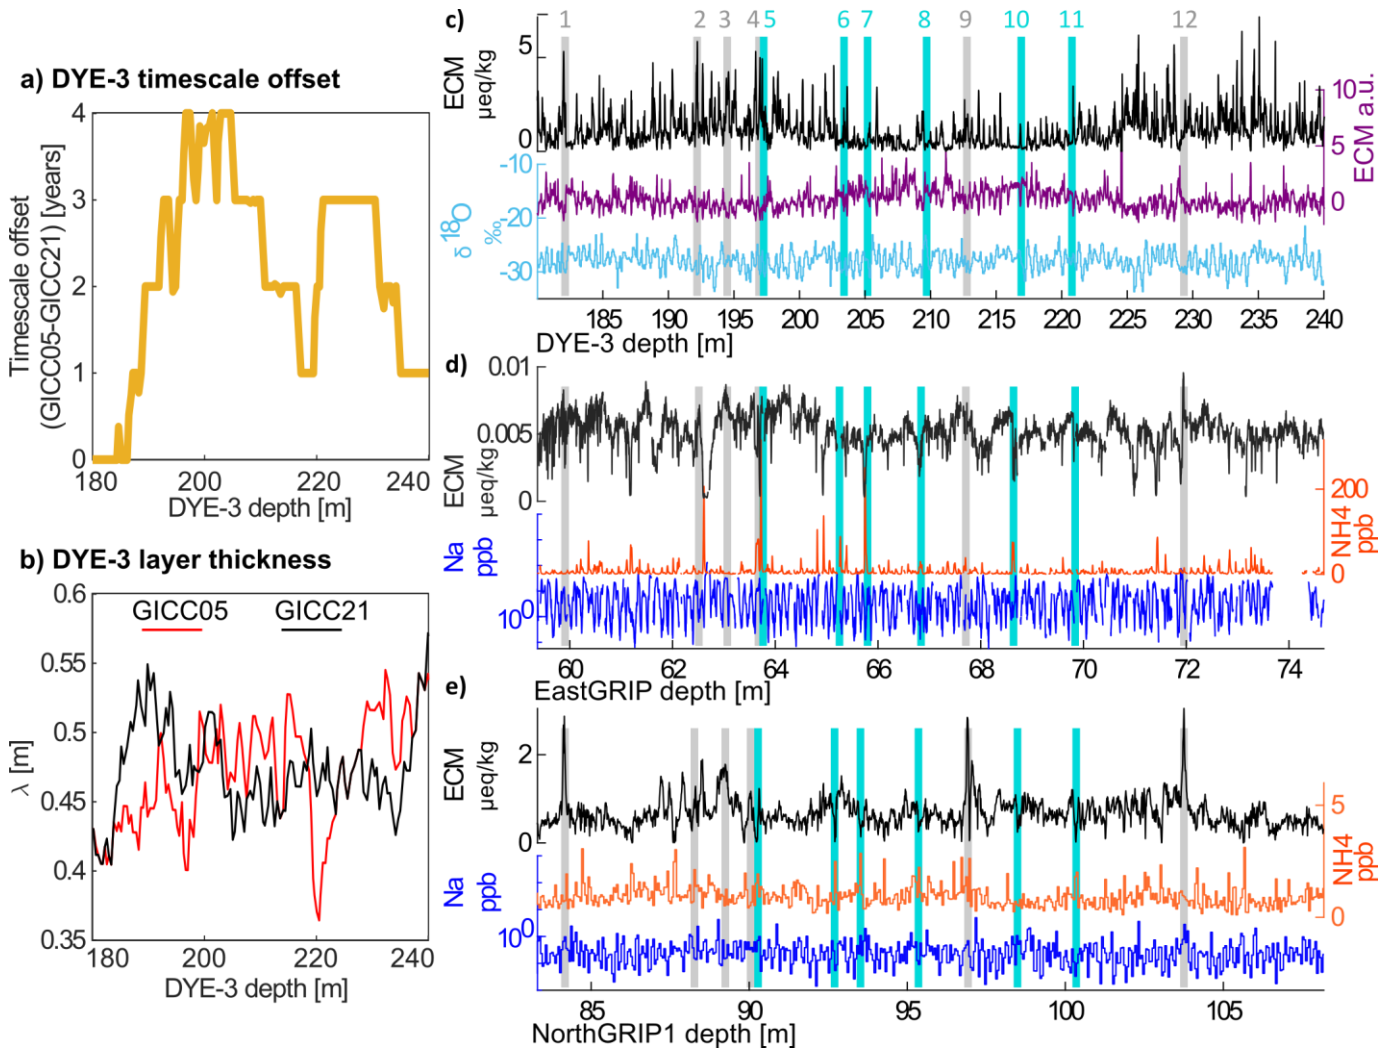 a) DYE-3 timescale offset
Timescale offset
(GICC05-GICC21) [years]
4
3
2
1
0
180 200 220 240
DYE-3 depth [m]
b) DYE-3 layer thickness
GICC05 GICC21
λ [m]
0.6
0.55
0.5
0.45
0.4
0.35
180 200 220 240
DYE-3 depth [m]
c)
1 2 3 4 5 6 7 8 9 10 11 12
ECM
µeq/kg
5
0
ECM a.u.
10
5
0
δ18O
‰
-10
-20
-30
185 190 195 200 205 210 215 220 225 230 235 240
DYE-3 depth [m]
d)
ECM
µeq/kg
0.01
0.005
0
NH4
ppb
200
0
Na
ppb
10^0
60 62 64 66 68 70 72 74
EastGRIP depth [m]
e)
ECM
µeq/kg
2
0
NH4
ppb
5
0
Na
ppb
10^0
85 90 95 100 105
NorthGRIP1 depth [m]